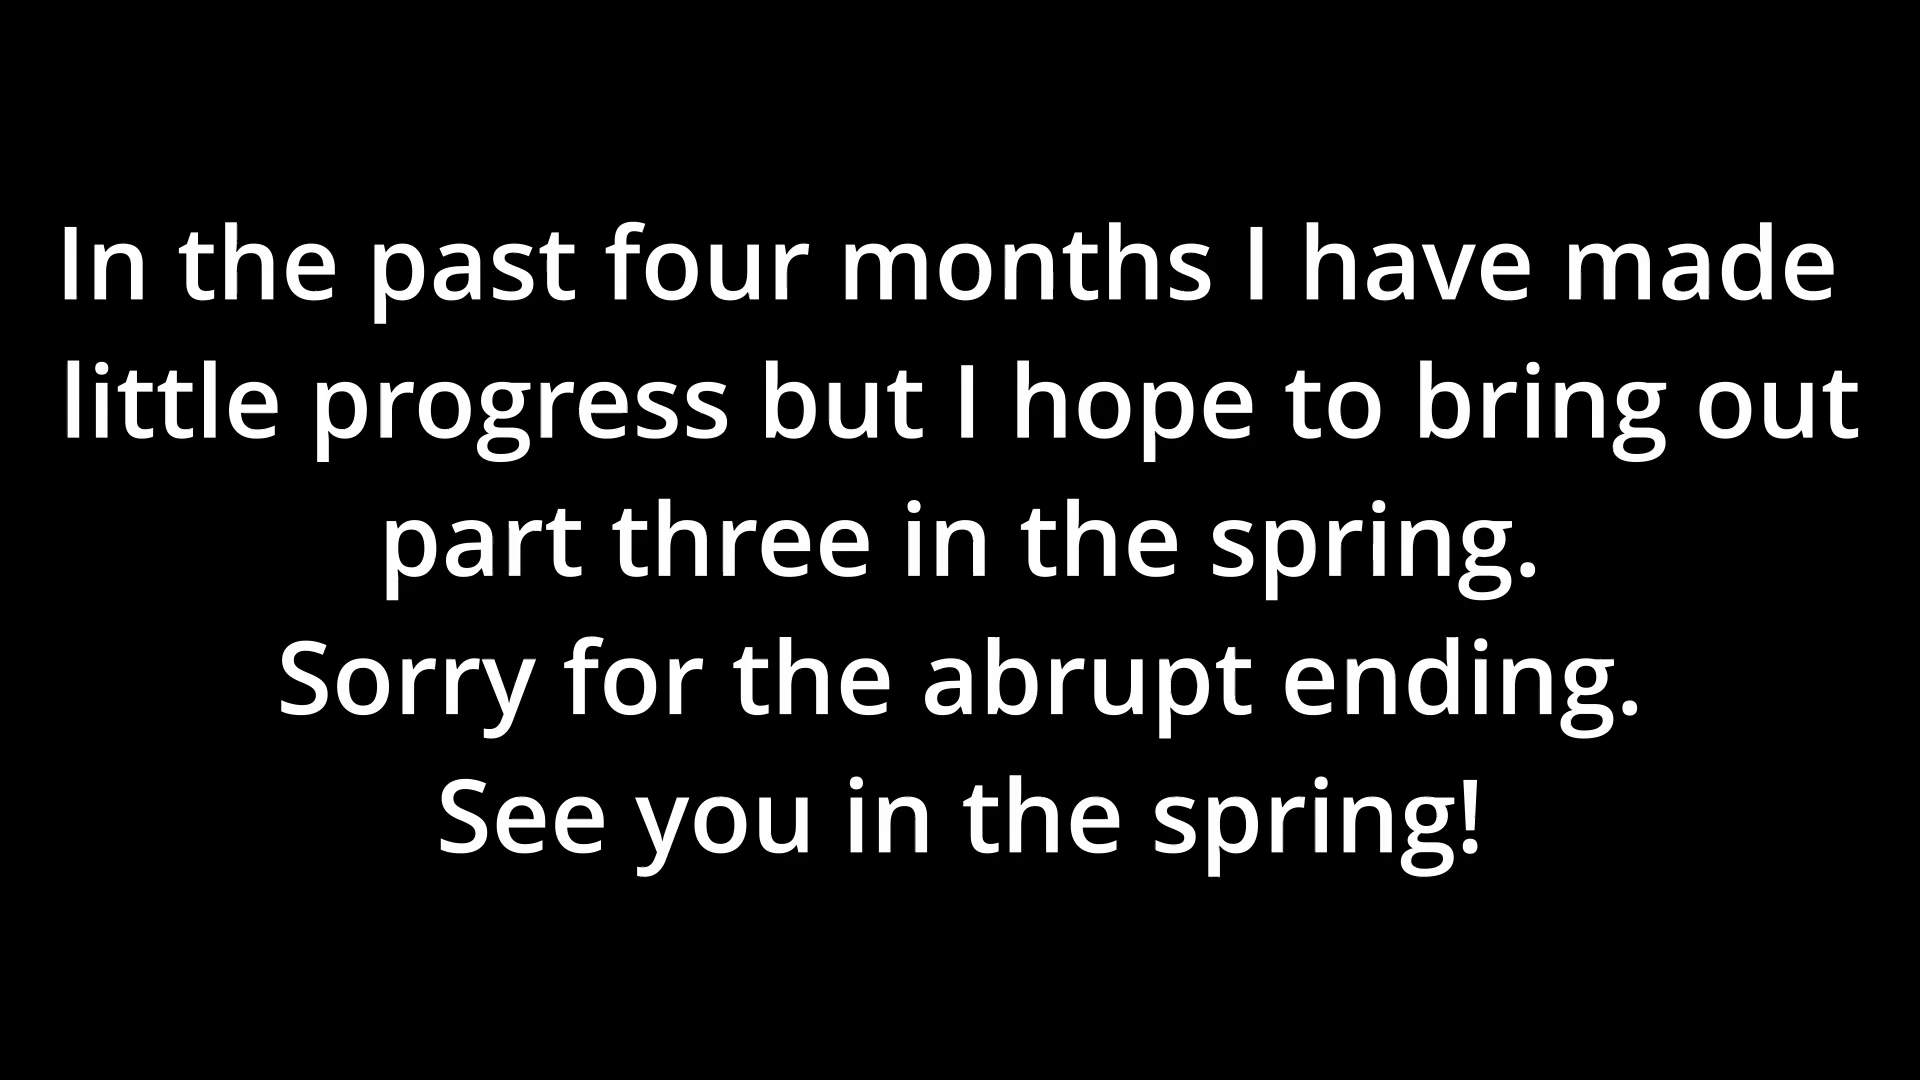 In the past four months I have made
little progress but I hope to bring out
part three in the spring.
Sorry for the abrupt ending.
See you in the spring!